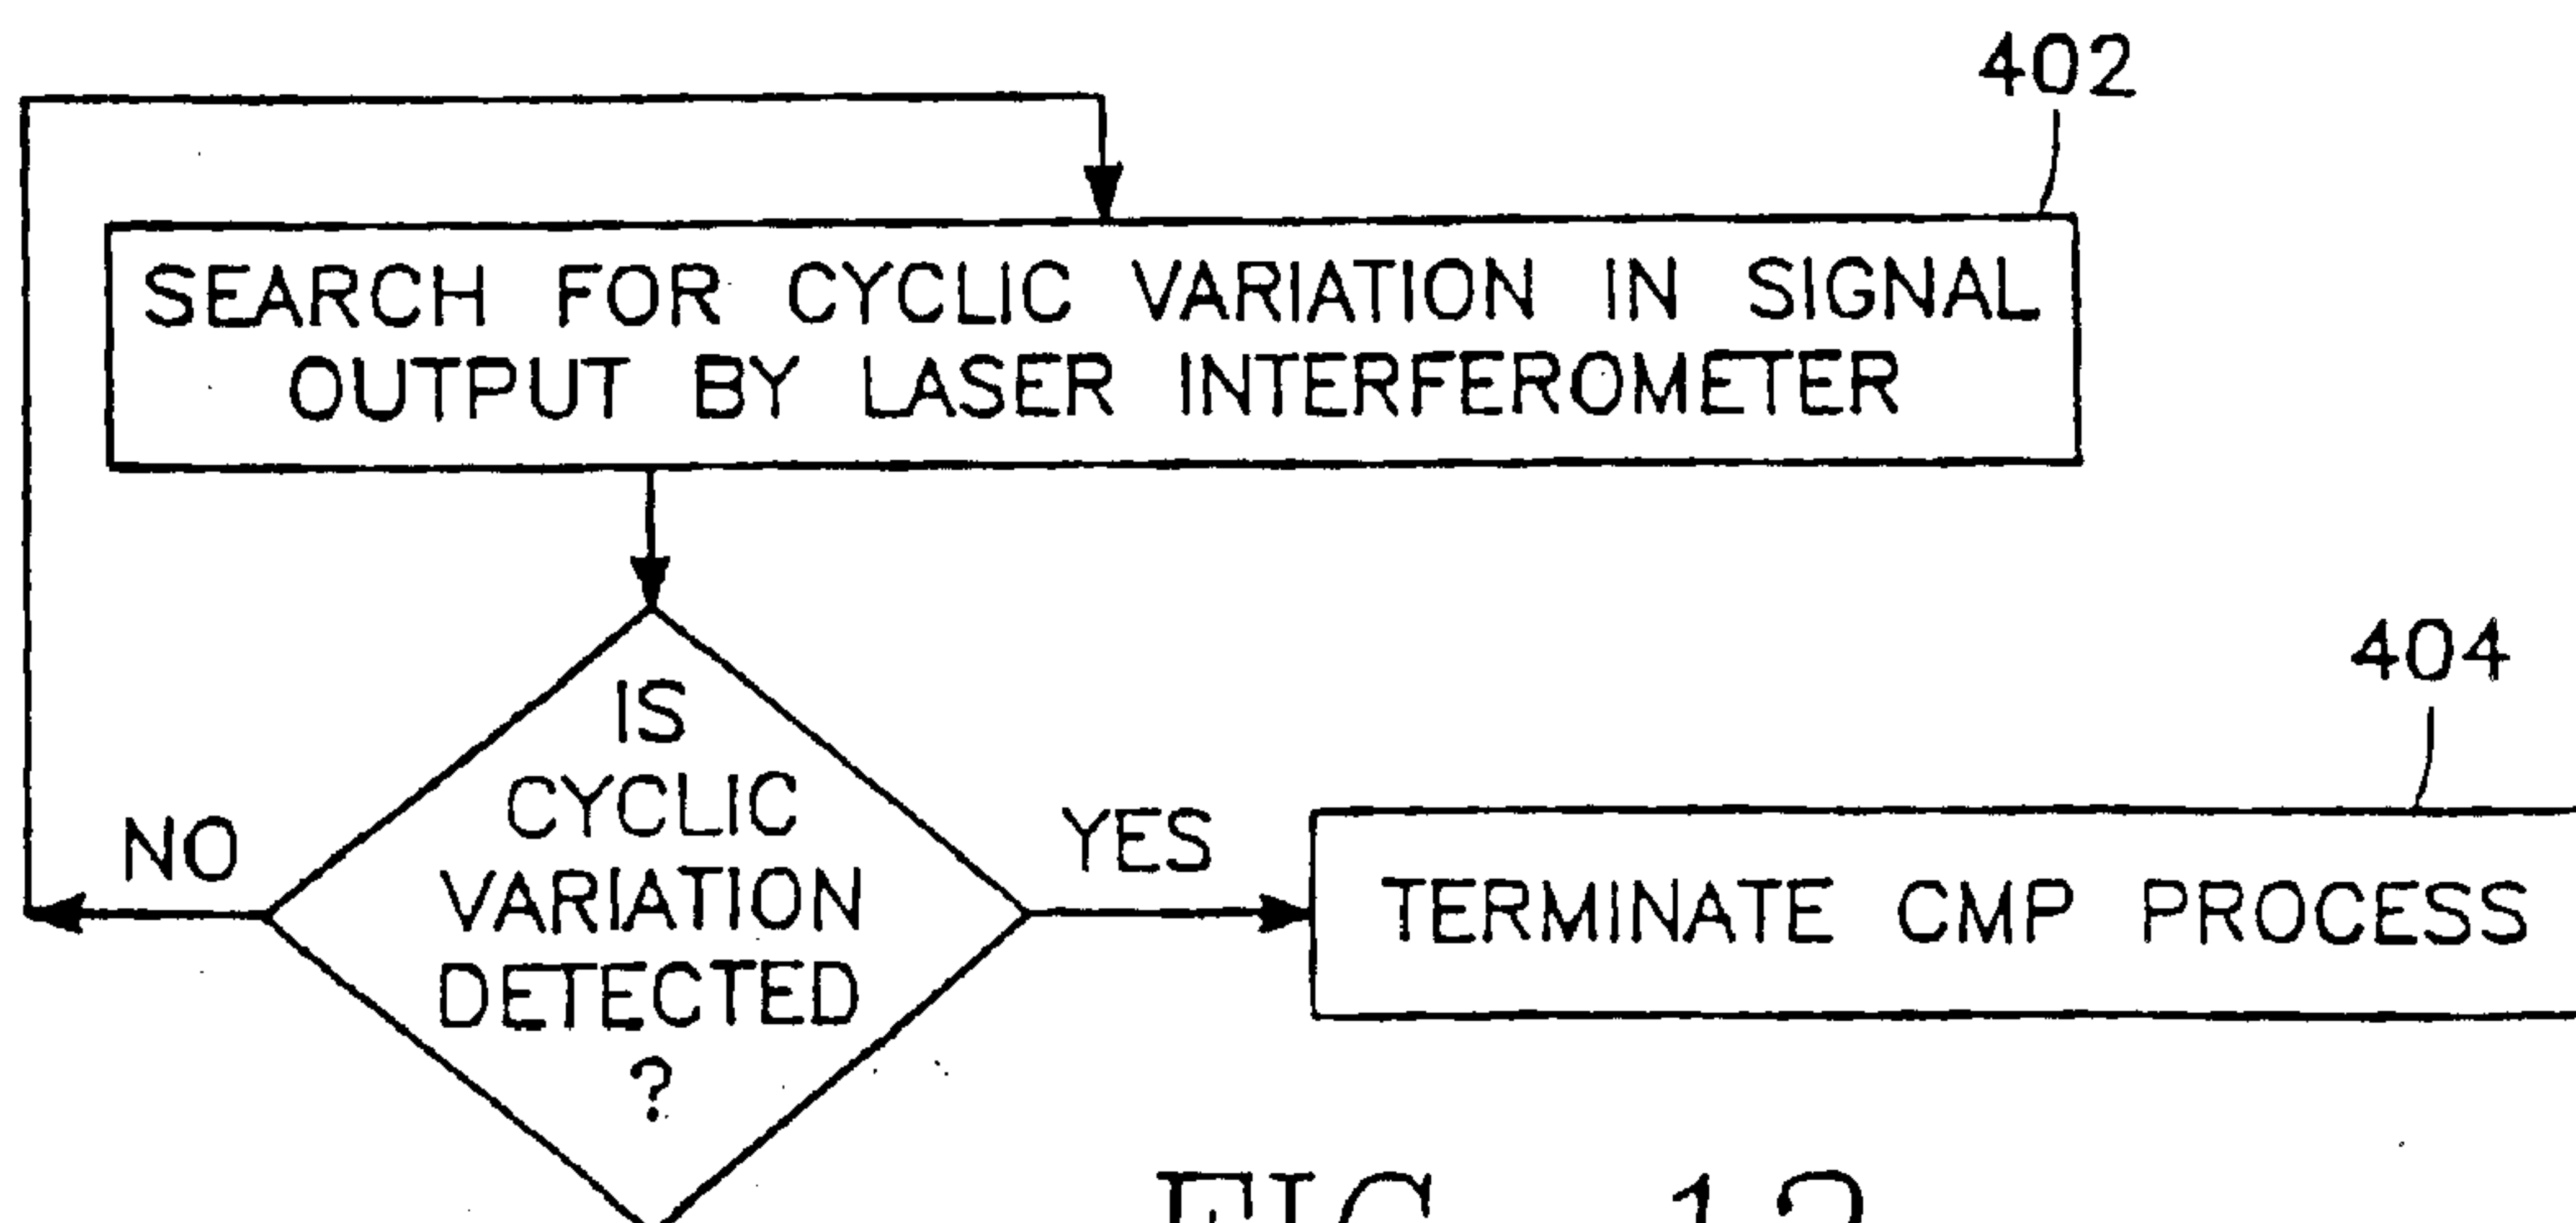 402
SEARCH FOR CYCLIC VARIATION IN SIGNAL
OUTPUT BY LASER INTERFEROMETER
404
IS
CYCLIC
VARIATION
DETECTED
?
NO
YES
TERMINATE CMP PROCESS
FIG.